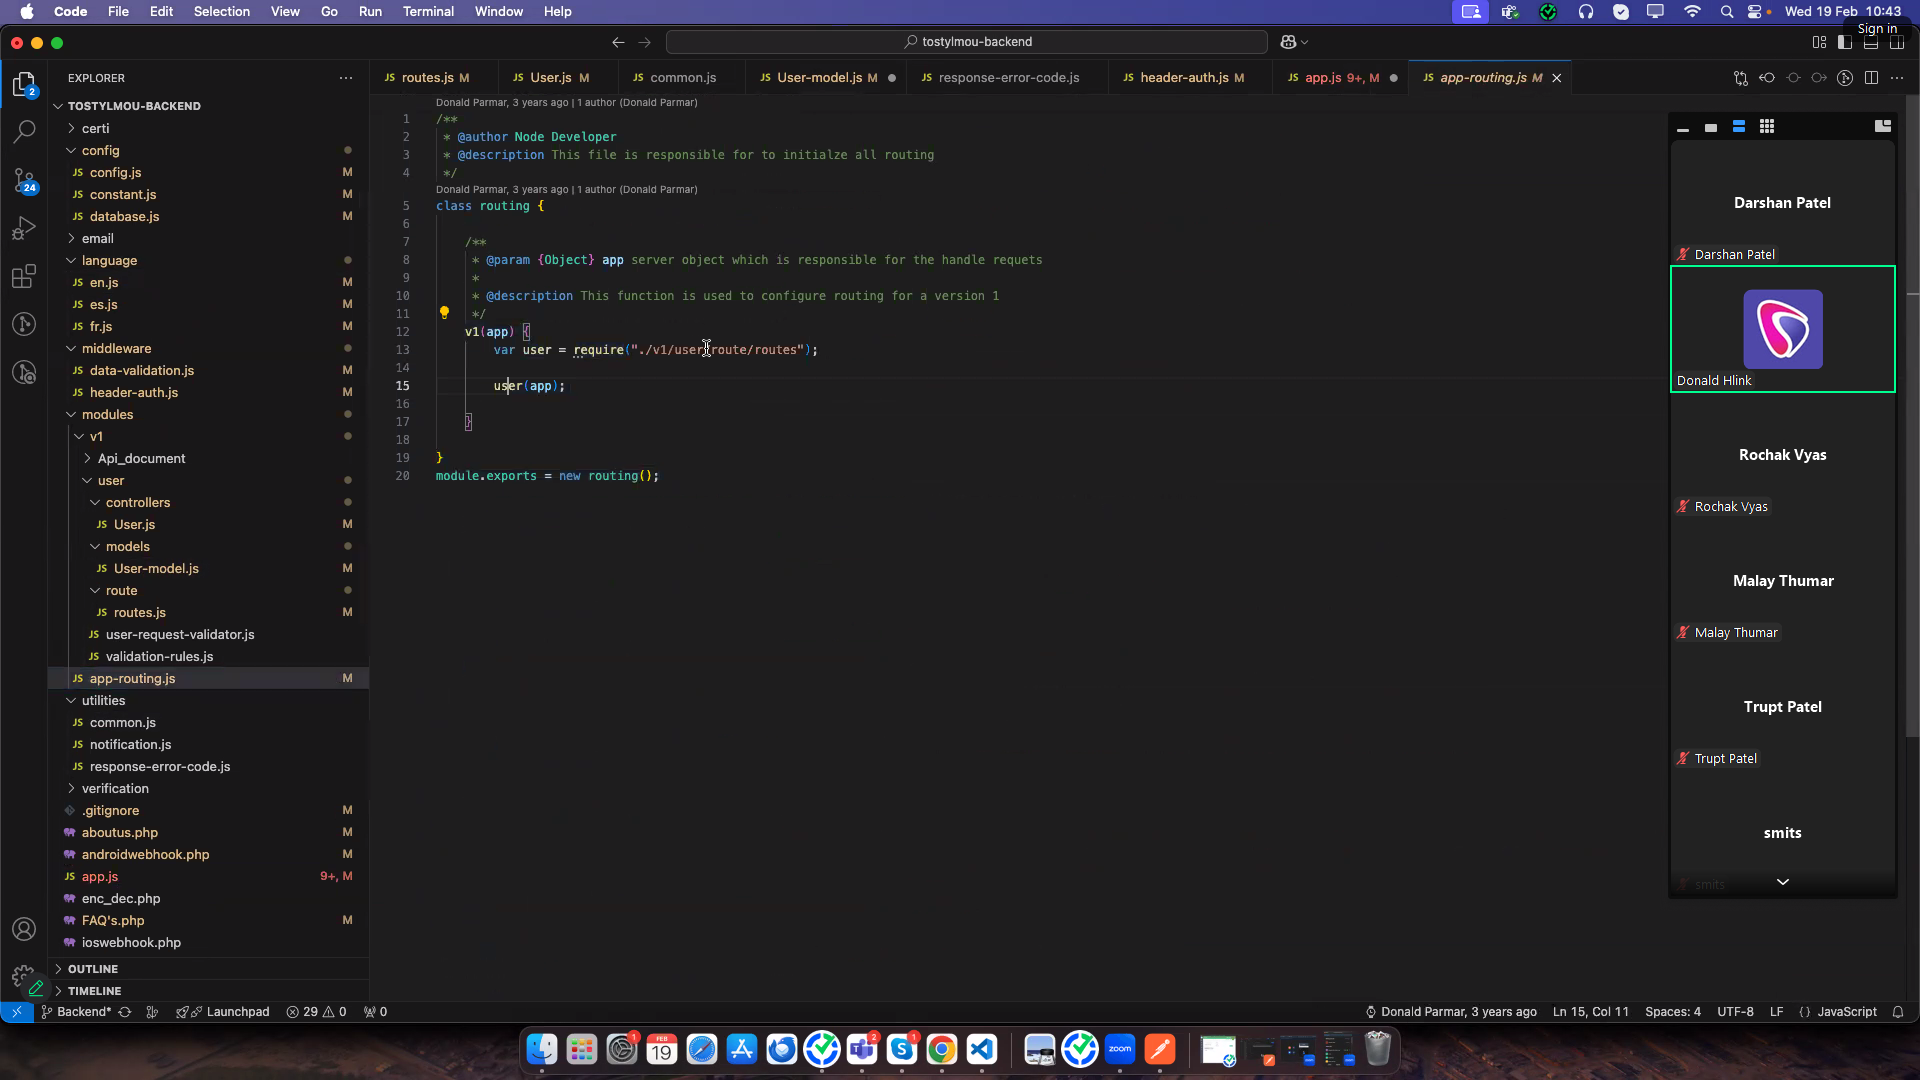 Code File Edit Selection View Go Run Terminal Window Help
Wed 19 Feb 10:43
Sign in
tostylmou-backend
EXPLORER
TOSTYLMOU-BACKEND
certi
config
config.js M
constant.js M
database.js M
email
language
en.js M
es.js M
fr.js M
middleware
data-validation.js M
header-auth.js M
modules
v1
Api_document
user
controllers
User.js M
models
User-model.js M
route
routes.js M
user-request-validator.js
validation-rules.js
app-routing.js M
utilities
common.js
notification.js
response-error-code.js
verification
.gitignore M
aboutus.php M
androidwebhook.php M
app.js 9+, M
enc_dec.php
FAQ's.php M
ioswebhook.php
OUTLINE
TIMELINE
2
24
routes.js M User.js M common.js User-model.js M response-error-code.js header-auth.js M app.js 9+, M app-routing.js M
Donald Parmar, 3 years ago | 1 author (Donald Parmar)
1 /**
2 * @author Node Developer
3 * @description This file is responsible for to initialze all routing
4 */
Donald Parmar, 3 years ago | 1 author (Donald Parmar)
5 class routing {
6
7 /**
8 * @param {Object} app server object which is responsible for the handle requets
9 *
10 * @description This function is used to configure routing for a version 1
11 */
12 v1(app) {
13 var user = require("./v1/user/route/routes");
14
15 user(app);
16
17 }
18
19 }
20 module.exports = new routing();
Darshan Patel
Darshan Patel
Donald Hlink
Rochak Vyas
Rochak Vyas
Malay Thumar
Malay Thumar
Trupt Patel
Trupt Patel
smits
smits
Backend* Launchpad 29 0 0
Donald Parmar, 3 years ago Ln 15, Col 11 Spaces: 4 UTF-8 LF {} JavaScript
1
FEB
19
2
1
zoom